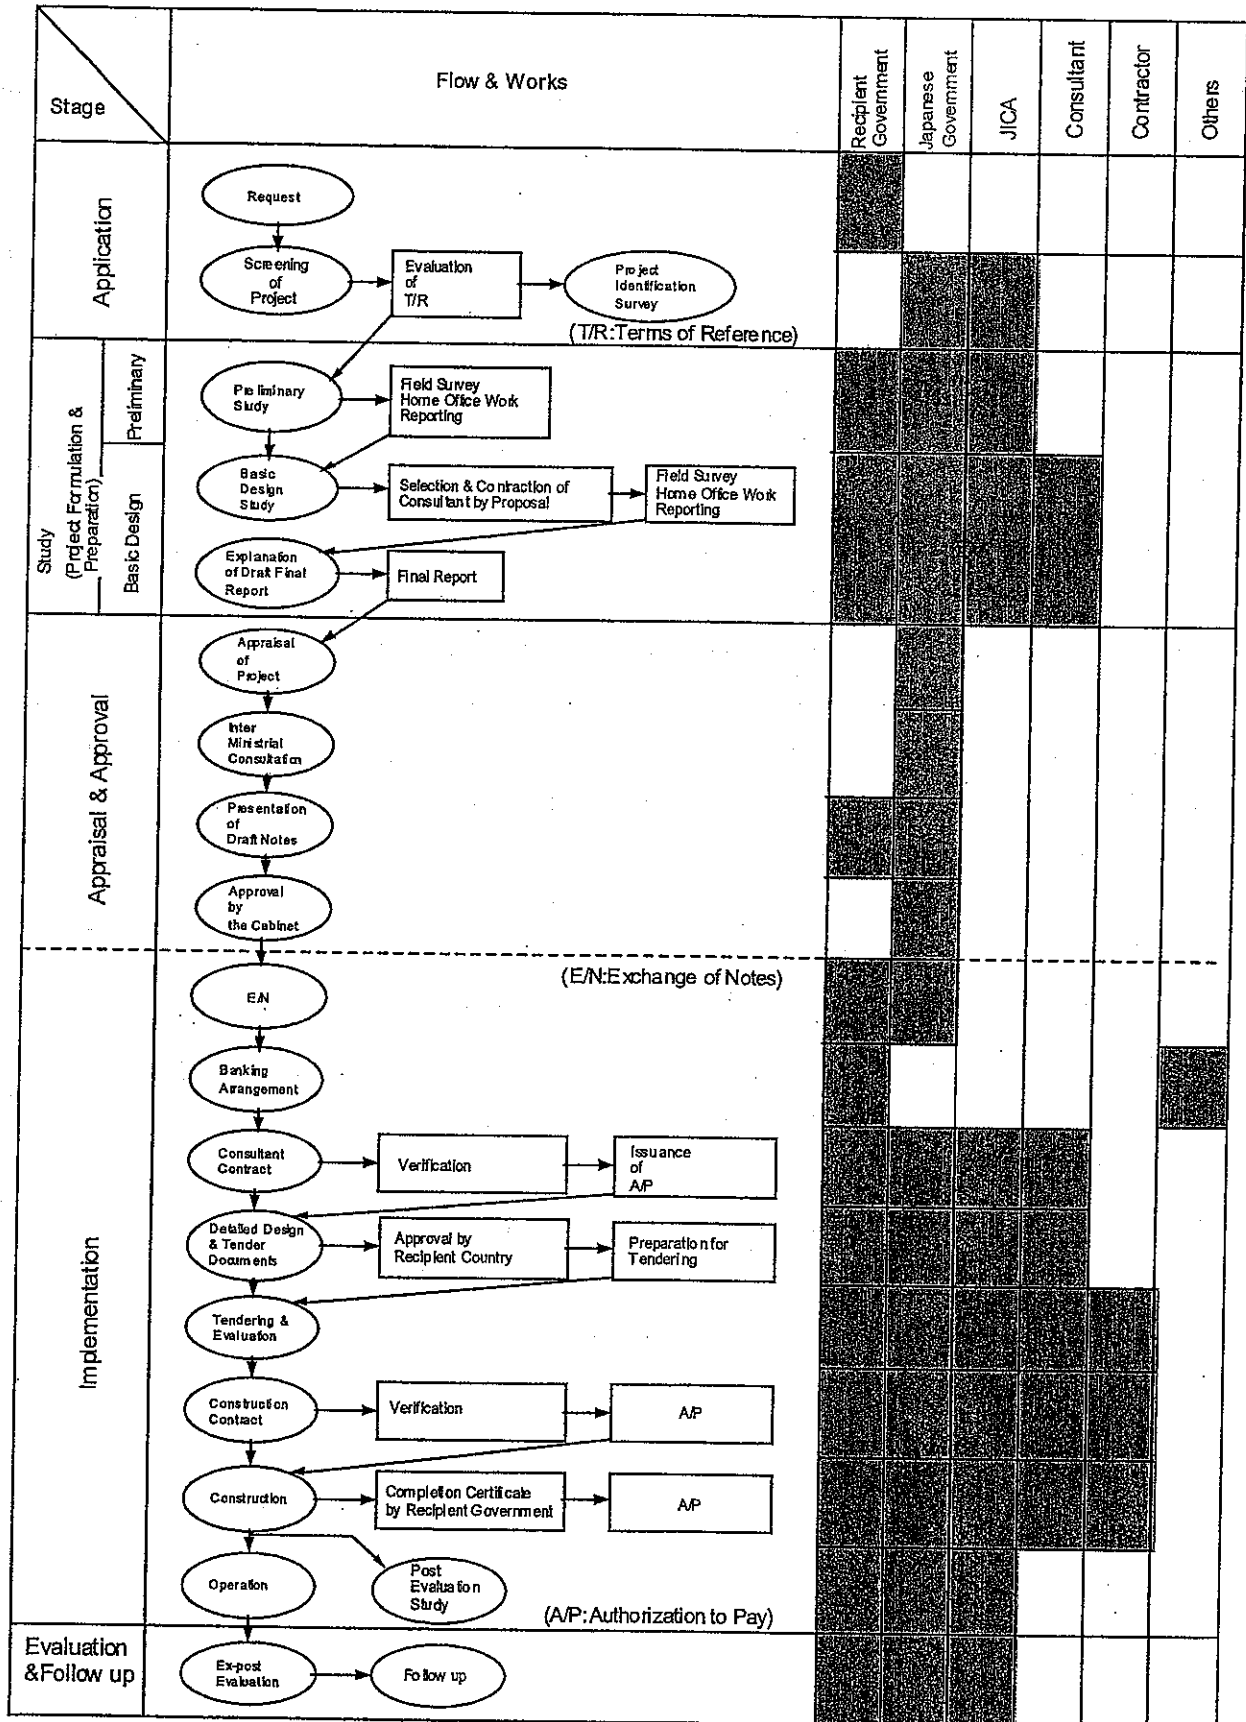 Stage
Flow & Works
Recipient
Government
Japanese
Government
JICA
Consultant
Contractor
Others
Application
Request
Screening
of
Project
Evaluation
of
T/R
Project
Identification
Survey
(T/R:Terms of Reference)
Study
(Project Formulation &
Preparation)
Preliminary
Preliminary
Study
Field Survey
Home Office Work
Reporting
Basic Design
Basic
Design
Study
Selection & Contraction of
Consultant by Proposal
Field Survey
Home Office Work
Reporting
Explanation
of Draft Final
Report
Final Report
Appraisal & Approval
Appraisal
of
Project
Inter
Ministrial
Consultation
Presentation
of
Draft Notes
Approval
by
the Cabinet
Implementation
(E/N:Exchange of Notes)
E/N
Banking
Arrangement
Consultant
Contract
Verification
Issuance
of
A/P
Detailed Design
& Tender
Documents
Approval by
Recipient Country
Preparation for
Tendering
Tendering &
Evaluation
Construction
Contract
Verification
A/P
Construction
Completion Certificate
by Recipient Government
A/P
Operation
Post
Evaluation
Study
(A/P:Authorization to Pay)
Evaluation
&Follow up
Ex-post
Evaluation
Follow up